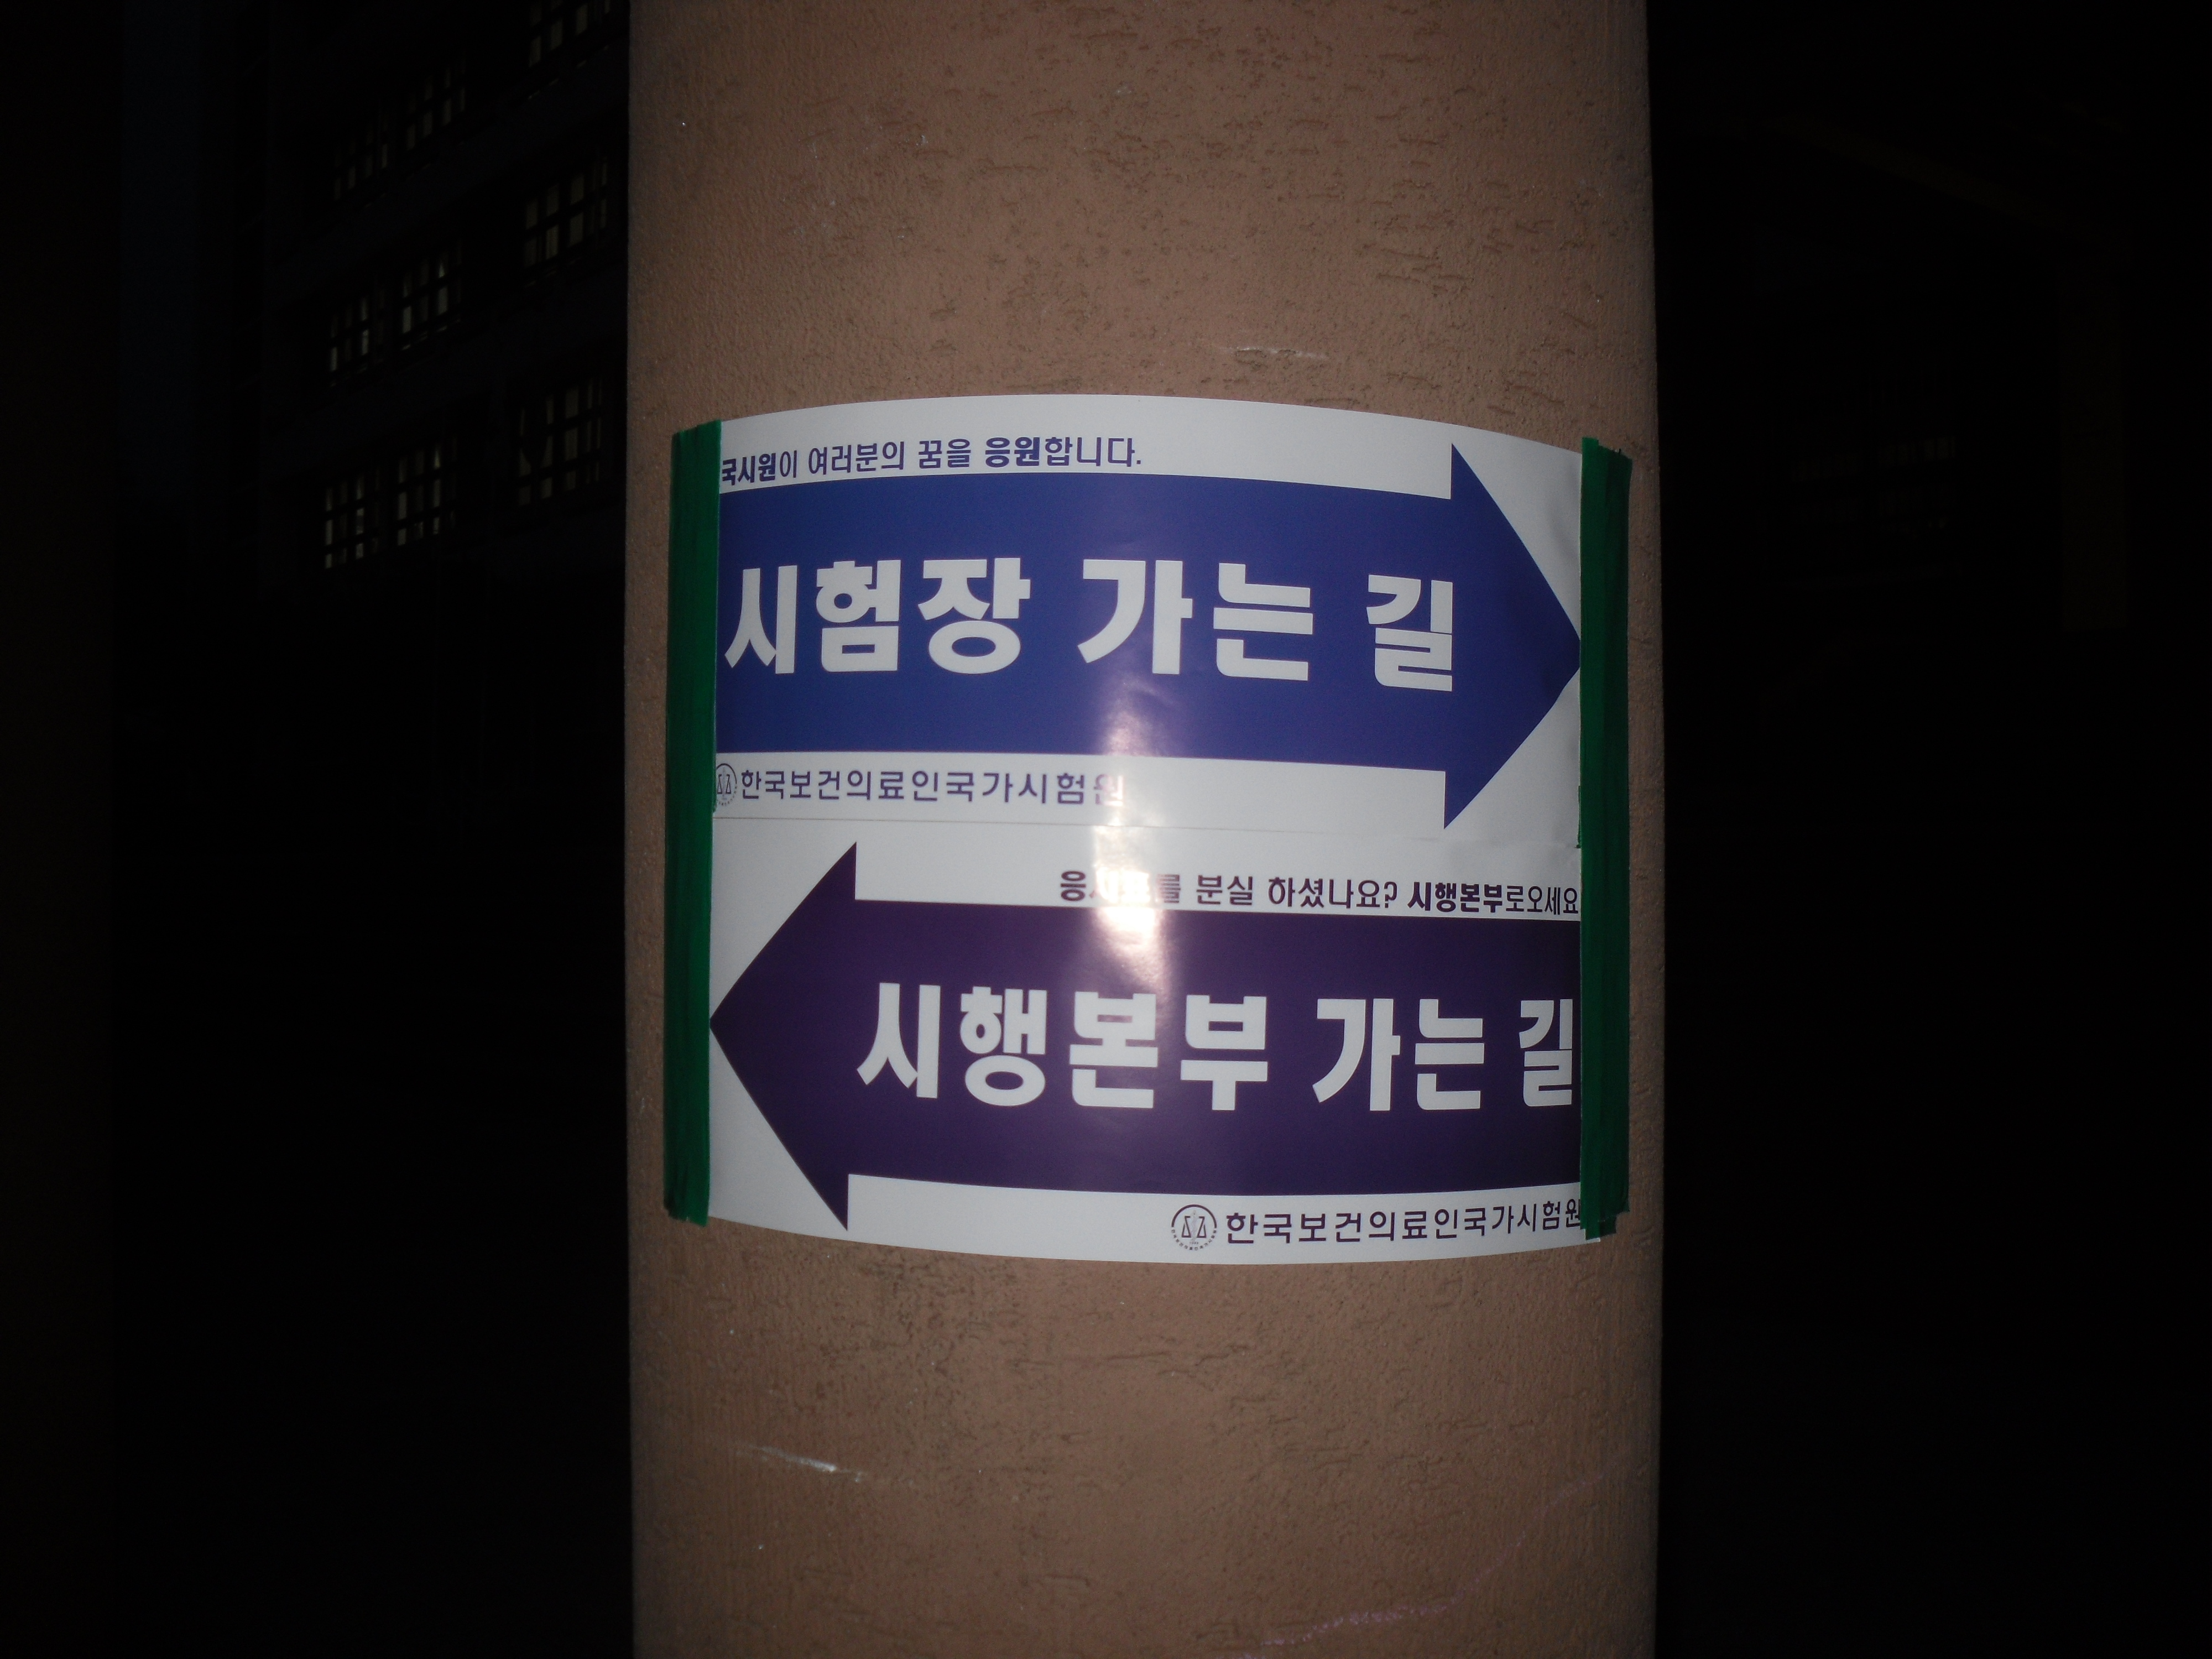 국시원이 여러분의 꿈을 응원합니다.
시험장 가는 길
한국보건의료인국가시험원
분실 하셨나요? 시행본부로오세요
시행본부 가는 길
한국보건의료인국가시험원